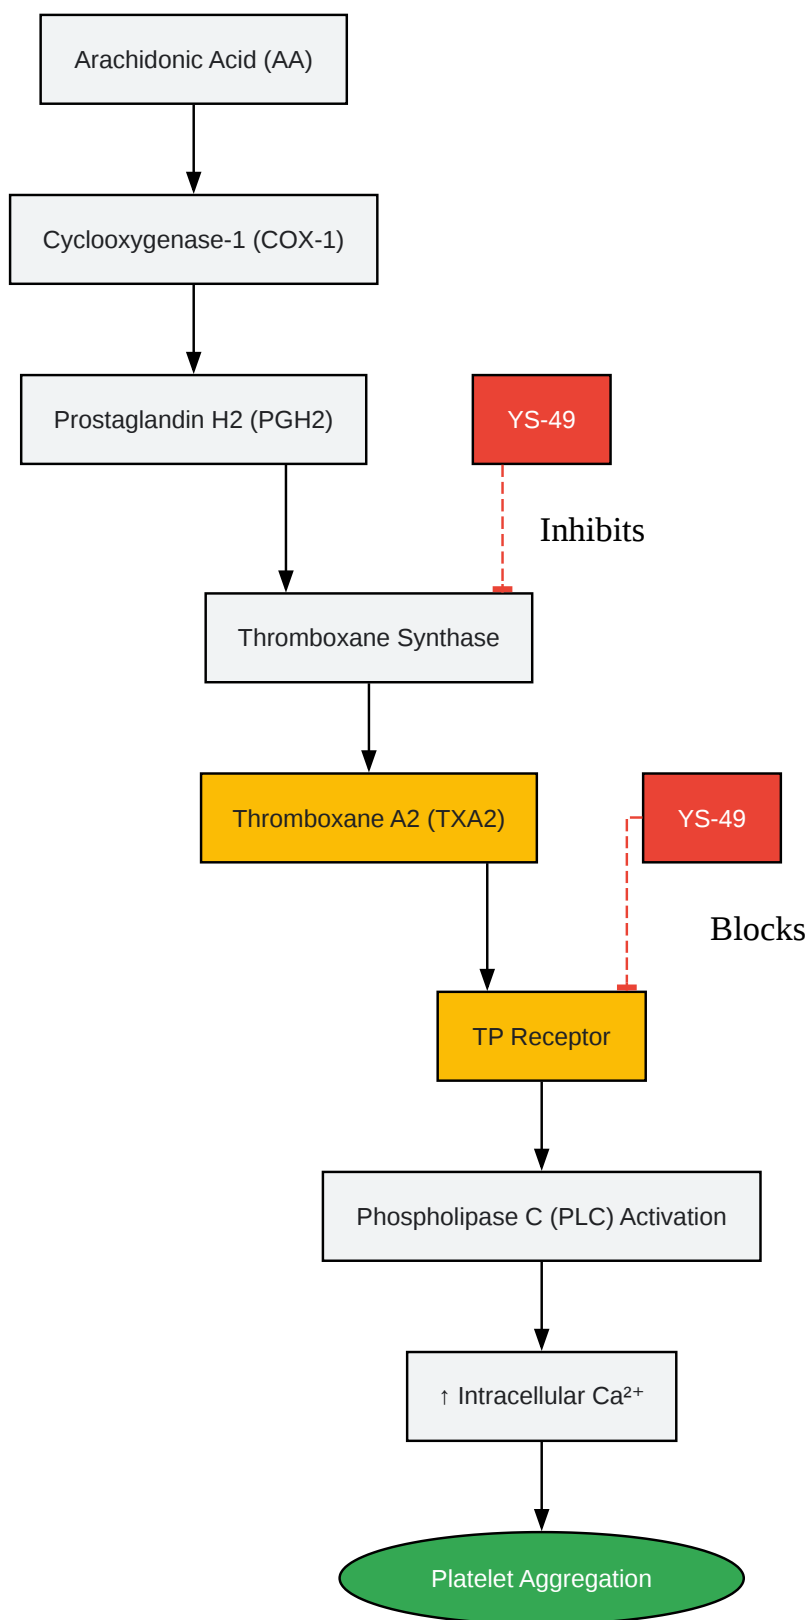 Arachidonic Acid (AA)
Cyclooxygenase-1 (COX-1)
Prostaglandin H2 (PGH2)
YS-49
Inhibits
Thromboxane Synthase
Thromboxane A2 (TXA2)
YS-49
Blocks
TP Receptor
Phospholipase C (PLC) Activation
↑ Intracellular Ca²⁺
Platelet Aggregation